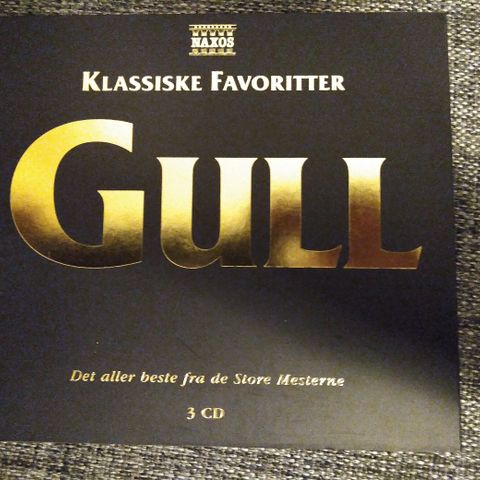 NAXOS
KLASSISKE FAVORITTER
GULL
Det aller beste fra de Store Mesterne
3 CD